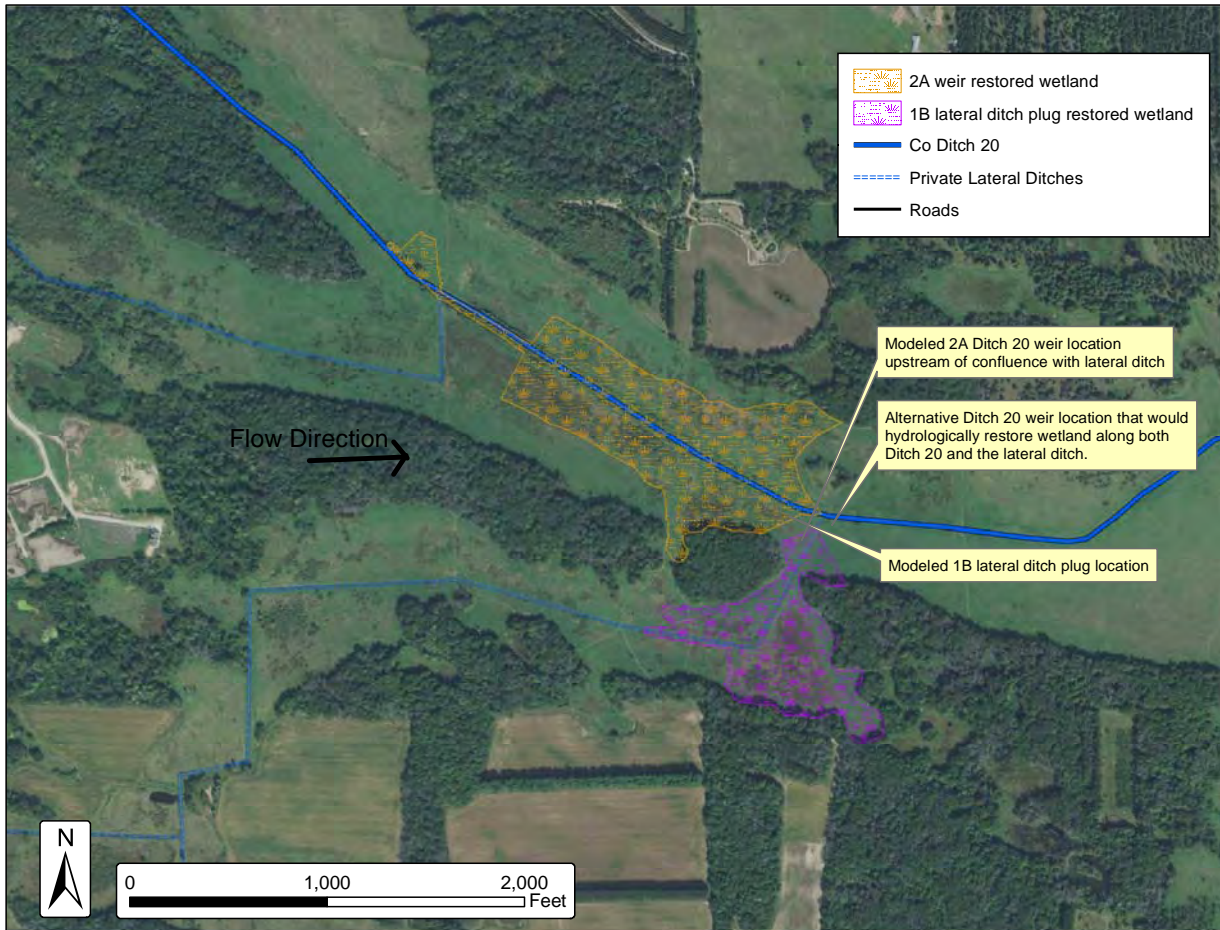 2A weir restored wetland
1B lateral ditch plug restored wetland
Co Ditch 20
Private Lateral Ditches
Roads
Modeled 2A Ditch 20 weir location
upstream of confluence with lateral ditch
Alternative Ditch 20 weir location that would
hydrologically restore wetland along both
Ditch 20 and the lateral ditch.
Flow Direction
Modeled 1B lateral ditch plug location
N
0 1,000 2,000
Feet